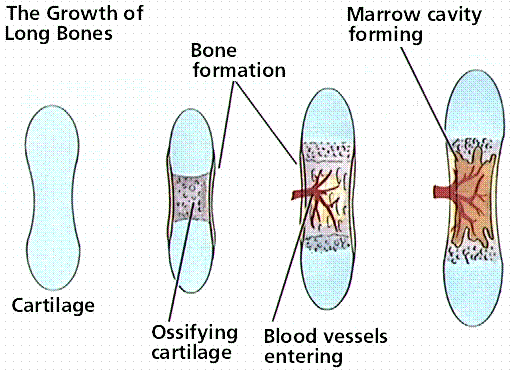 The Growth of
Long Bones
Bone
formation
Marrow cavity
forming
Cartilage
Ossifying
cartilage
Blood vessels
entering